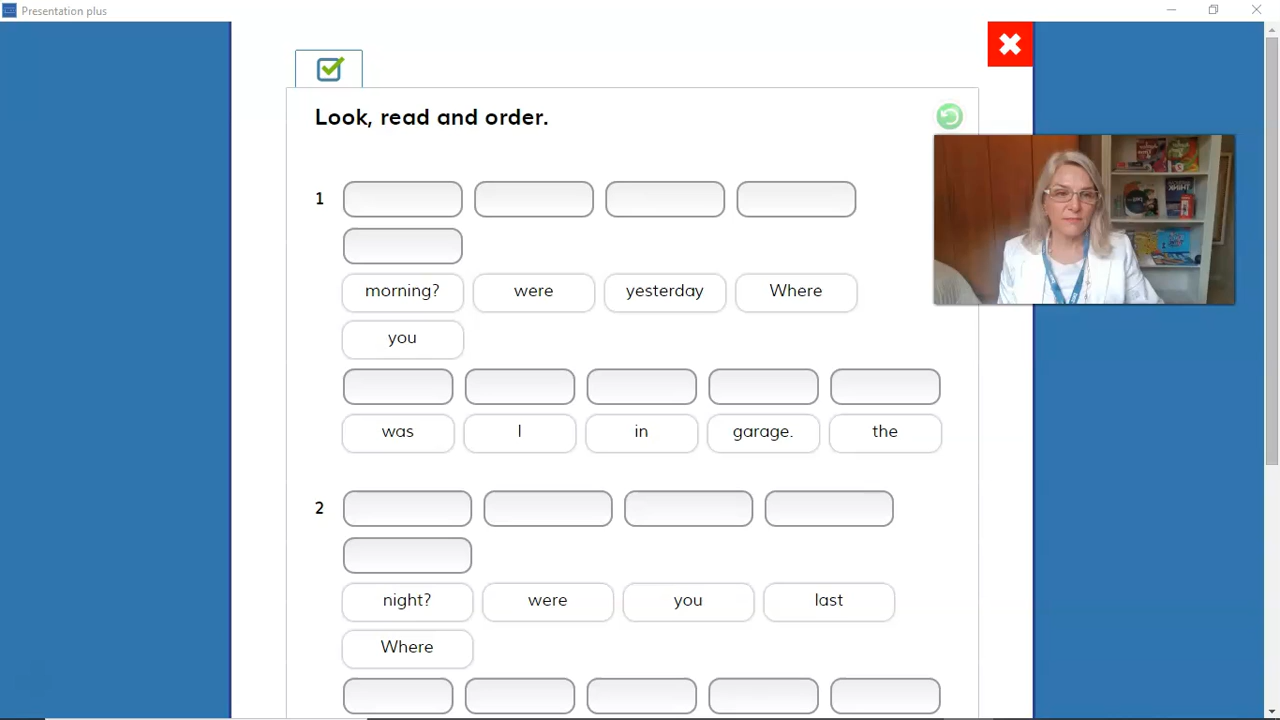 Presentation plus
Look, read and order.
1
morning? were yesterday Where
you
was I in garage. the
2
night? were you last
Where
THINK